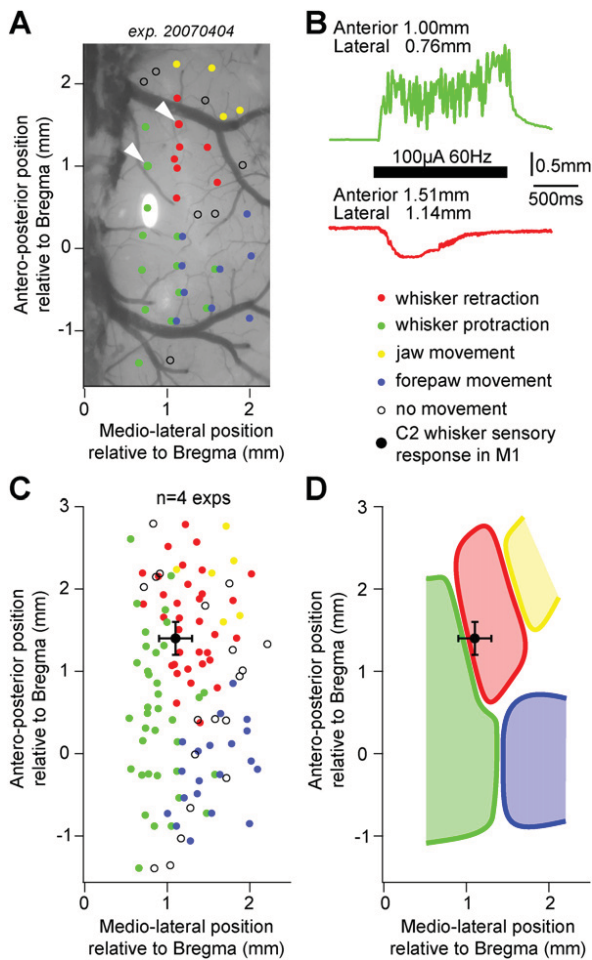 A
exp. 20070404
Antero-posterior position
relative to Bregma (mm)
2
1
0
-1
0
1
2
Medio-lateral position
relative to Bregma (mm)
B
Anterior 1.00mm
Lateral 0.76mm
100µA 60Hz
0.5mm
500ms
Anterior 1.51mm
Lateral 1.14mm
whisker retraction
whisker protraction
jaw movement
forepaw movement
no movement
C2 whisker sensory
response in M1
C
n=4 exps
Antero-posterior position
relative to Bregma (mm)
3
2
1
0
-1
0
1
2
Medio-lateral position
relative to Bregma (mm)
D
Antero-posterior position
relative to Bregma (mm)
3
2
1
0
-1
0
1
2
Medio-lateral position
relative to Bregma (mm)